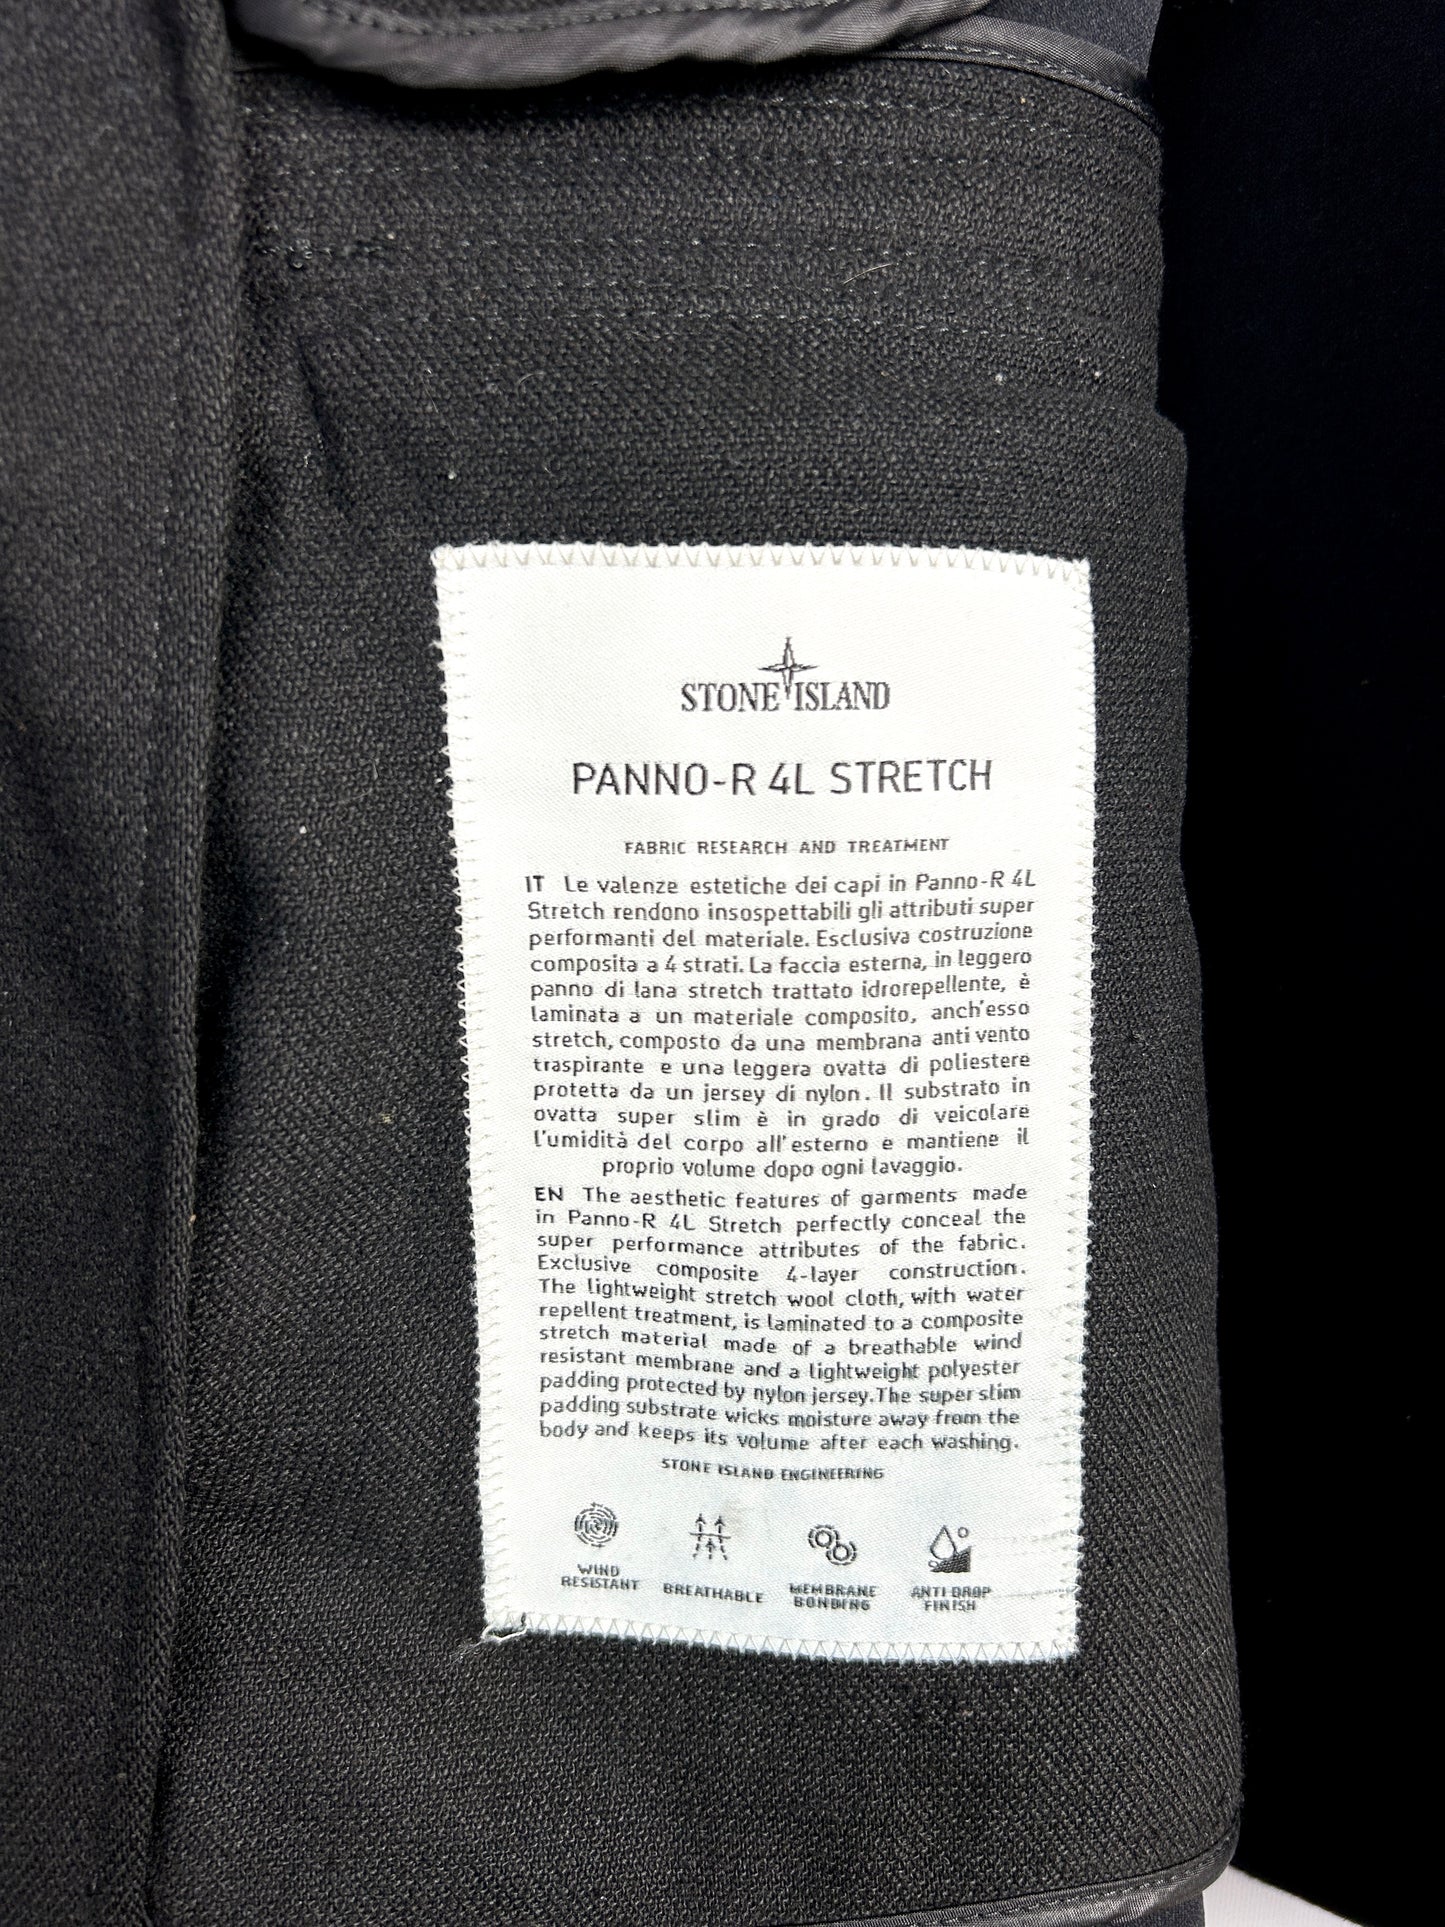 STONE ISLAND
PANNO-R 4L STRETCH
FABRIC RESEARCH AND TREATMENT
IT Le valenze estetiche dei capi in Panno-R 4L
Stretch rendono insospettabili gli attributi super
performanti del materiale. Esclusiva costruzione
composita a 4 strati. La faccia esterna, in leggero
panno di lana stretch trattato idrorepellente, è
laminata a un materiale composito, anch'esso
stretch, composto da una membrana anti vento
traspirante e una leggera ovatta di poliestere
protetta da un jersey di nylon. Il substrato in
ovatta super slim è in grado di veicolare
l'umidità del corpo all'esterno e mantiene il
proprio volume dopo ogni lavaggio.
EN The aesthetic features of garments made
in Panno-R 4L Stretch perfectly conceal the
super performance attributes of the fabric.
Exclusive composite 4-layer construction.
The lightweight stretch wool cloth, with water
repellent treatment, is laminated to a composite
stretch material made of a breathable wind
resistant membrane and a lightweight polyester
padding protected by nylon jersey. The super slim
padding substrate wicks moisture away from the
body and keeps its volume after each washing.
STONE ISLAND ENGINEERING
WIND
RESISTANT
BREATHABLE
MEMBRANE
BONDING
ANTI DROP
FINISH